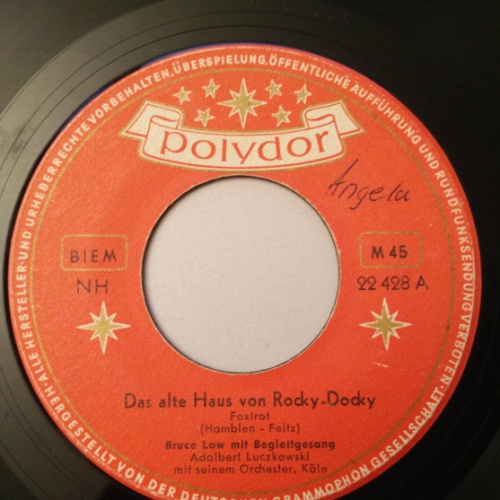 ALLE HERSTELLER-UND URHEBERRECHTE VORBEHALTEN, ÜBERSPIELUNG, ÖFFENTLICHE AUFFÜHRUNG UND RUNDFUNKSENDUNG VERBOTEN
polydor
Angela
BIEM
M 45
NH
22 428 A
Das alte Haus von Rocky-Docky
Foxtrot
(Hamblen - Feltz)
Bruce Low mit Begleitgesang
Adalbert Luczkowski
mit seinem Orchester, Köln
HERGESTELLT VON DER DEUTSCHEN GRAMMOPHON GESELLSCHAFT